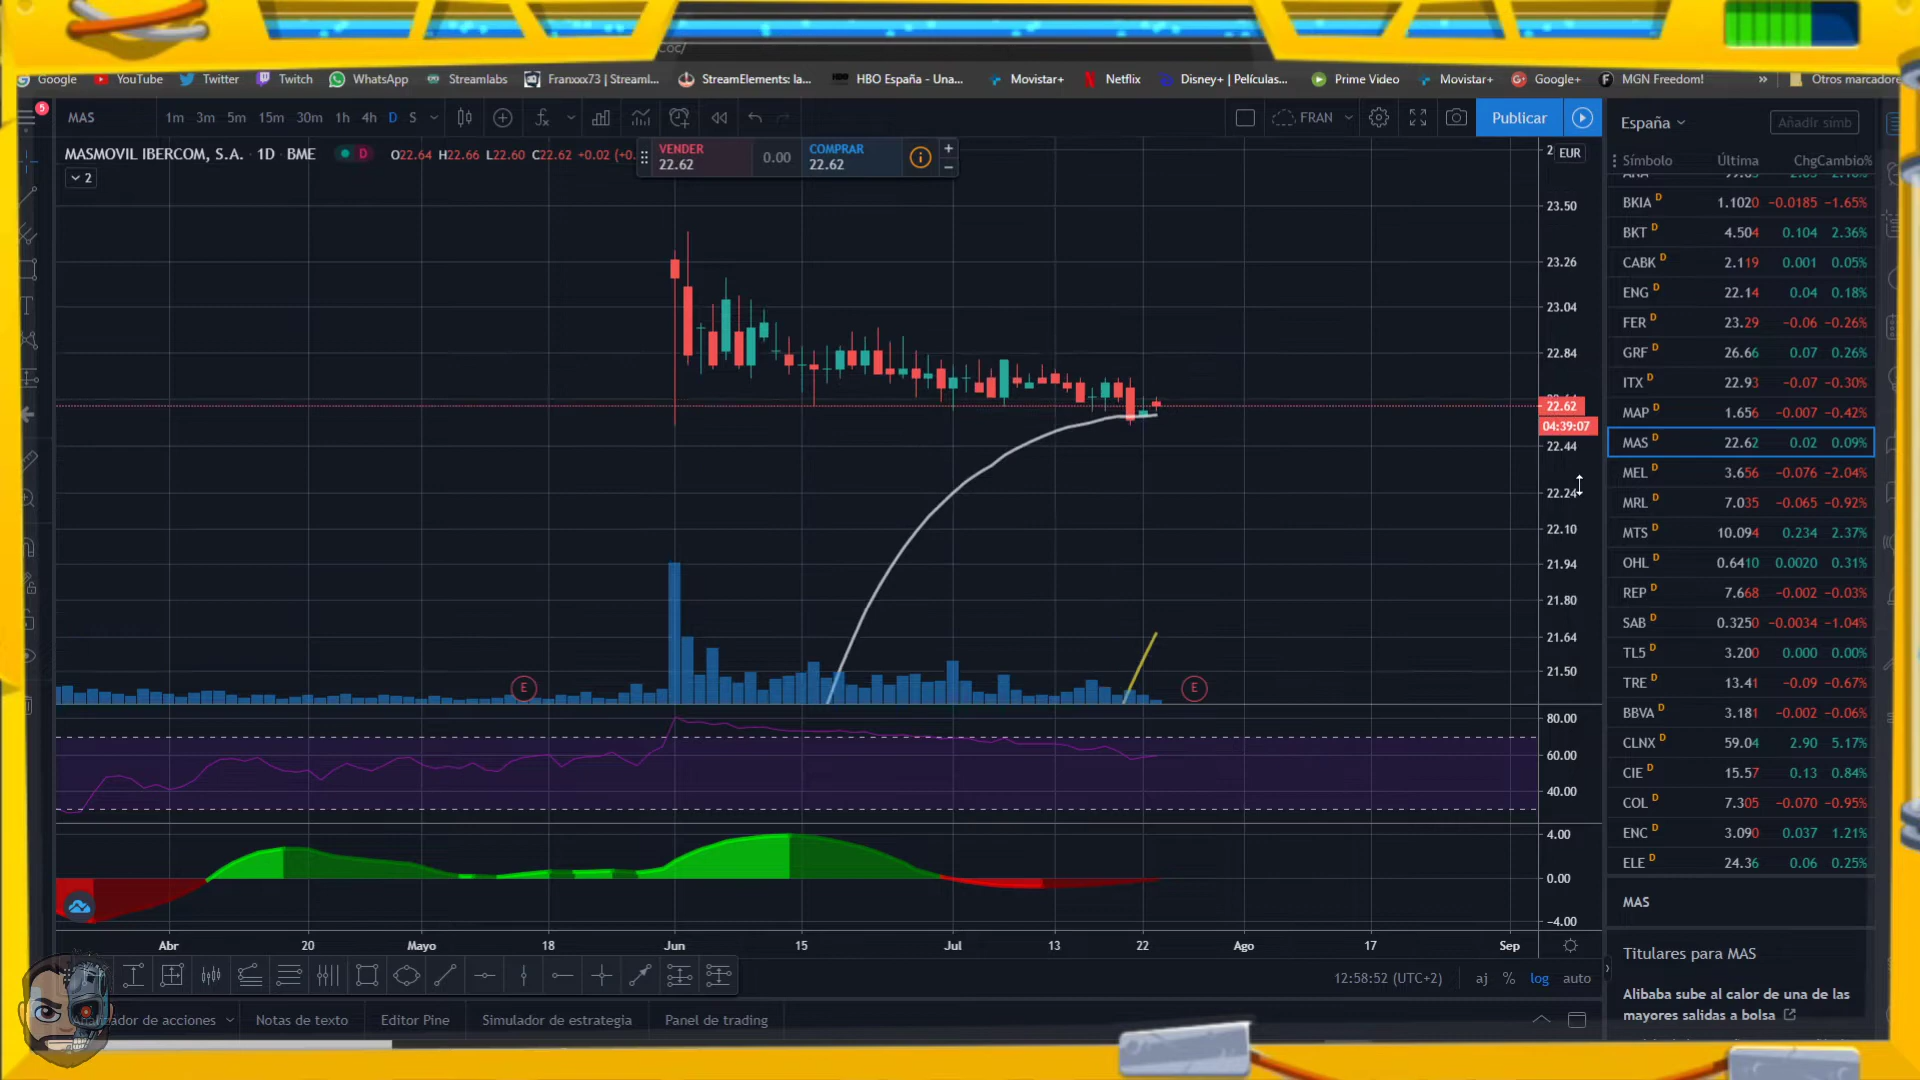 Coc/
Google YouTube Twitter Twitch WhatsApp Streamlabs Franxxx73 | Streaml... StreamElements: la... HBO España - Una... Movistar+ Netflix Disney+ | Películas... Prime Video Movistar+ Google+ MGN Freedom! » Otros marcadore
5
MAS 1m 3m 5m 15m 30m 1h 4h D S FRAN Publicar
España Añadir símb
MASMOVIL IBERCOM, S.A. · 1D · BME D O22.64 H22.66 L22.60 C22.62 +0.02 (+0.
VENDER 22.62
0.00
COMPRAR 22.62
EUR
2
Símbolo Última Chg Cambio%
BKIA D 1.1020 −0.0185 −1.65%
BKT D 4.504 0.104 2.36%
CABK D 2.119 0.001 0.05%
ENG D 22.14 0.04 0.18%
FER D 23.29 −0.06 −0.26%
GRF D 26.66 0.07 0.26%
ITX D 22.93 −0.07 −0.30%
MAP D 1.656 −0.007 −0.42%
MAS D 22.62 0.02 0.09%
MEL D 3.656 −0.076 −2.04%
MRL D 7.035 −0.065 −0.92%
MTS D 10.094 0.234 2.37%
OHL D 0.6410 0.0020 0.31%
REP D 7.668 −0.002 −0.03%
SAB D 0.3250 −0.0034 −1.04%
TL5 D 3.200 0.000 0.00%
TRE D 13.41 −0.09 −0.67%
BBVA D 3.181 −0.002 −0.06%
CLNX D 59.04 2.90 5.17%
CIE D 15.57 0.13 0.84%
COL D 7.305 −0.070 −0.95%
ENC D 3.090 0.037 1.21%
ELE D 24.36 0.06 0.25%
23.50
23.26
23.04
22.84
22.62
04:39:07
22.44
22.24
22.10
21.94
21.80
21.64
21.50
E E
80.00
60.00
40.00
4.00
0.00
−4.00
Abr 20 Mayo 18 Jun 15 Jul 13 22 Ago 17 Sep
12:58:52 (UTC+2) aj % log auto
de acciones Notas de texto Editor Pine Simulador de estrategia Panel de trading
MAS
Titulares para MAS
Alibaba sube al calor de una de las
mayores salidas a bolsa